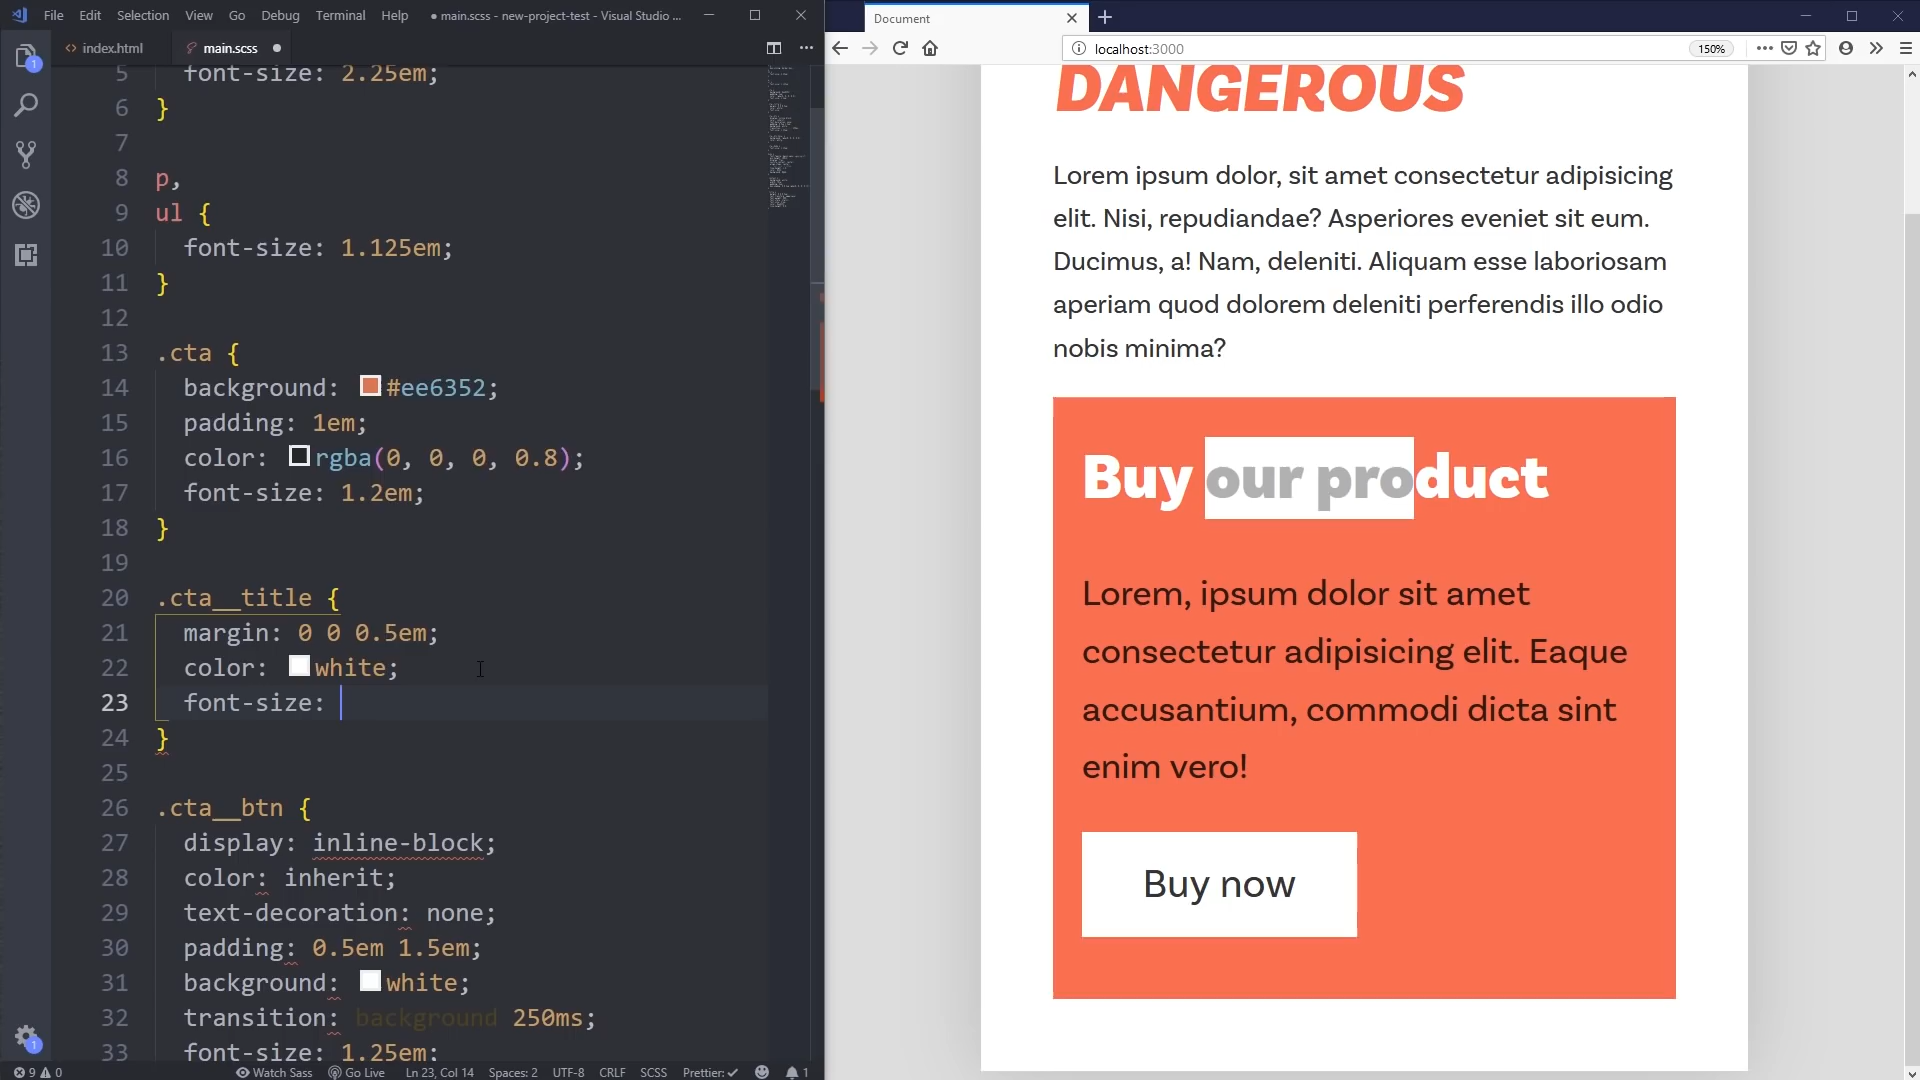 File Edit Selection View Go Debug Terminal Help ● main.scss - new-project-test - Visual Studio ...
<> index.html main.scss ●
5 font-size: 2.25em;
6 }
7
8 p,
9 ul {
10 font-size: 1.125em;
11 }
12
13 .cta {
14 background: #ee6352;
15 padding: 1em;
16 color: rgba(0, 0, 0, 0.8);
17 font-size: 1.2em;
18 }
19
20 .cta__title {
21 margin: 0 0 0.5em;
22 color: white;
23 font-size:
24 }
25
26 .cta__btn {
27 display: inline-block;
28 color: inherit;
29 text-decoration: none;
30 padding: 0.5em 1.5em;
31 background: white;
32 transition: background 250ms;
33 font-size: 1.25em;
1
1
9 0 Watch Sass Go Live Ln 23, Col 14 Spaces: 2 UTF-8 CRLF SCSS Prettier: ✓ 1
Document
localhost:3000 150%
DANGEROUS
Lorem ipsum dolor, sit amet consectetur adipisicing
elit. Nisi, repudiandae? Asperiores eveniet sit eum.
Ducimus, a! Nam, deleniti. Aliquam esse laboriosam
aperiam quod dolorem deleniti perferendis illo odio
nobis minima?
Buy our product
Lorem, ipsum dolor sit amet
consectetur adipisicing elit. Eaque
accusantium, commodi dicta sint
enim vero!
Buy now